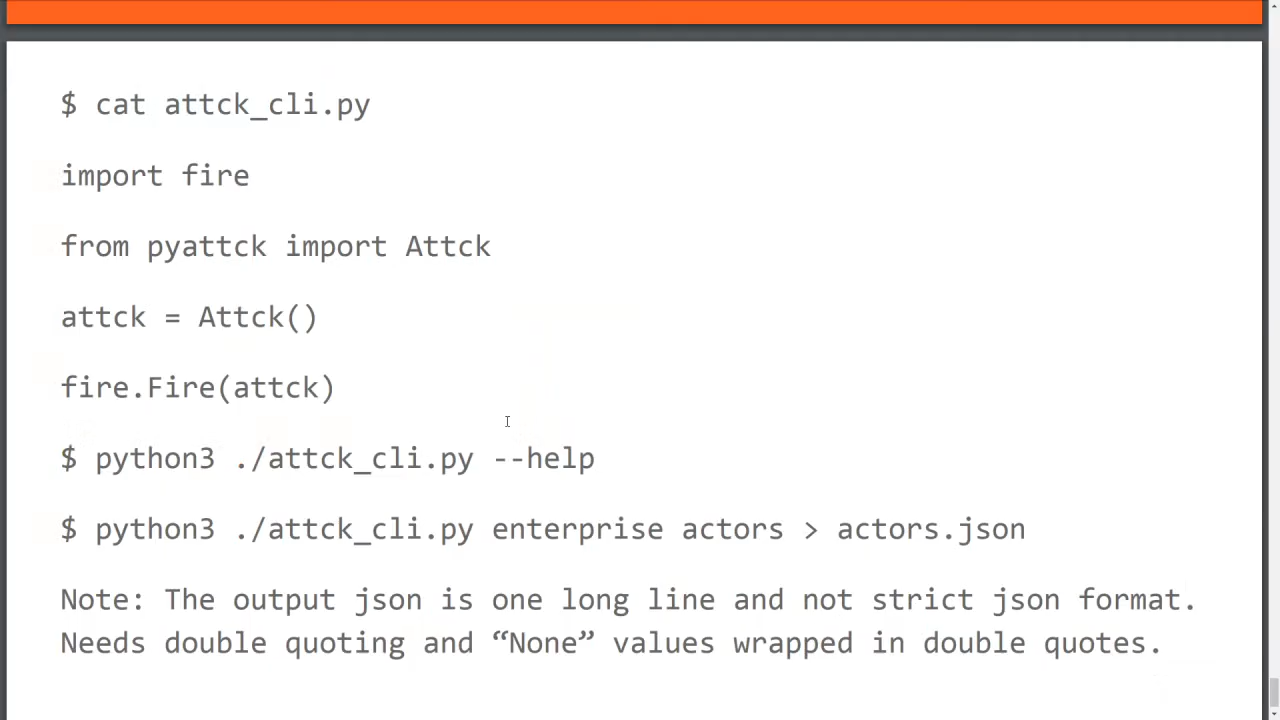 $ cat attck_cli.py
import fire
from pyattck import Attck
attck = Attck()
fire.Fire(attck)
$ python3 ./attck_cli.py --help
$ python3 ./attck_cli.py enterprise actors > actors.json
Note: The output json is one long line and not strict json format.
Needs double quoting and “None” values wrapped in double quotes.